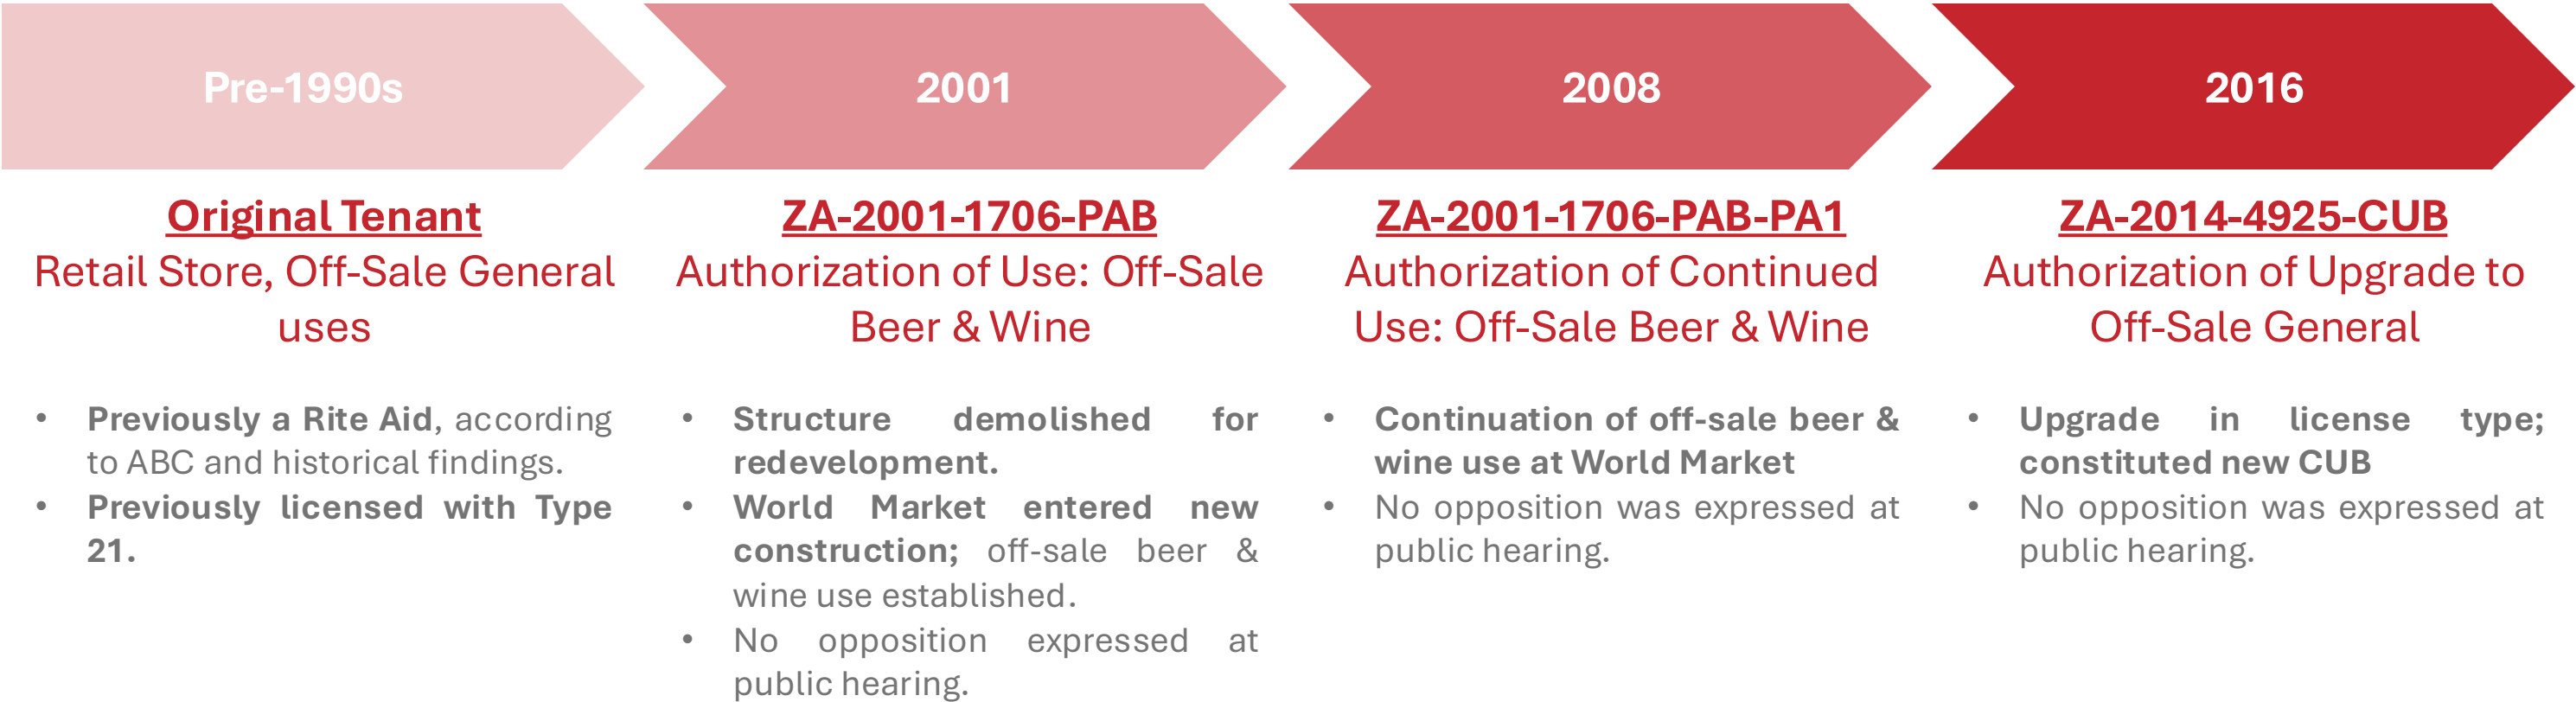 Pre-1990s
Original Tenant
Retail Store, Off-Sale General
uses
• Previously a Rite Aid, according
to ABC and historical findings.
• Previously licensed with Type
21.
2001
ZA-2001-1706-PAB
Authorization of Use: Off-Sale
Beer & Wine
• Structure demolished for
redevelopment.
• World Market entered new
construction; off-sale beer &
wine use established.
• No opposition expressed at
public hearing.
2008
ZA-2001-1706-PAB-PA1
Authorization of Continued
Use: Off-Sale Beer & Wine
• Continuation of off-sale beer &
wine use at World Market
• No opposition was expressed at
public hearing.
2016
ZA-2014-4925-CUB
Authorization of Upgrade to
Off-Sale General
• Upgrade in license type;
constituted new CUB
• No opposition was expressed at
public hearing.